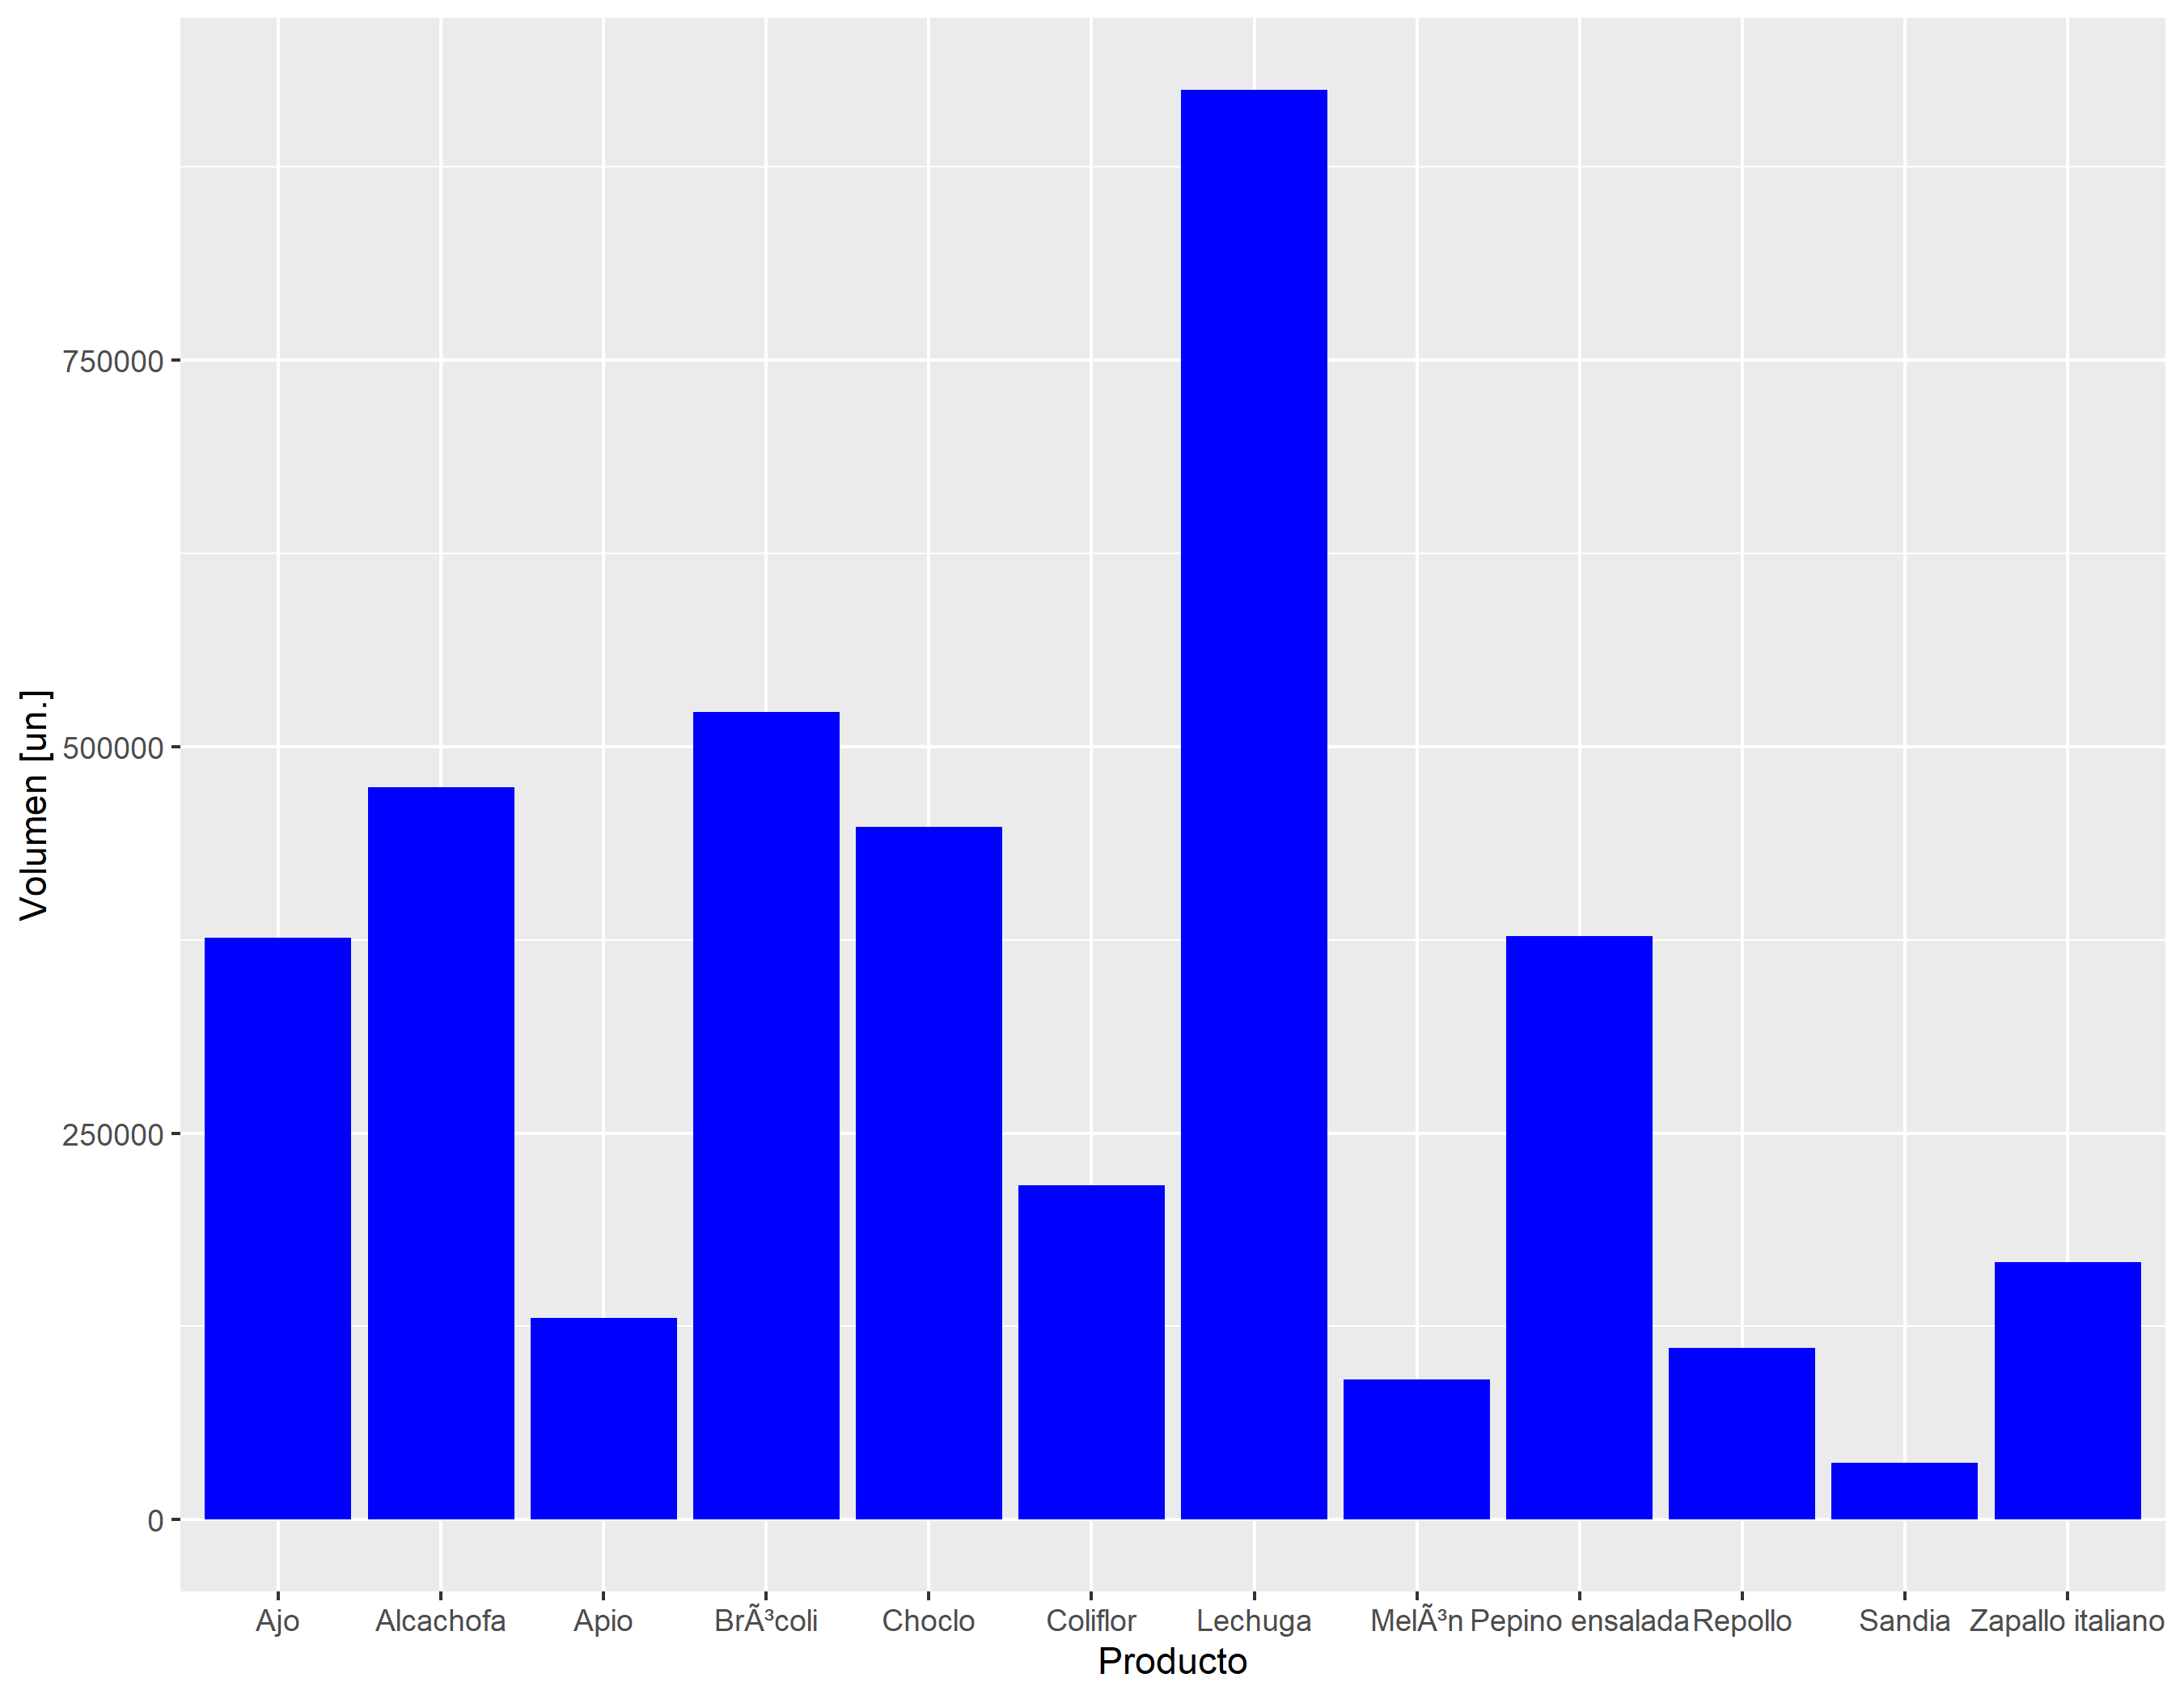 Volumen [un.]
750000
500000
250000
0
Ajo Alcachofa Apio BrÃ³coli Choclo Coliflor Lechuga MelÃ³n Pepino ensalada Repollo Sandia Zapallo italiano
Producto